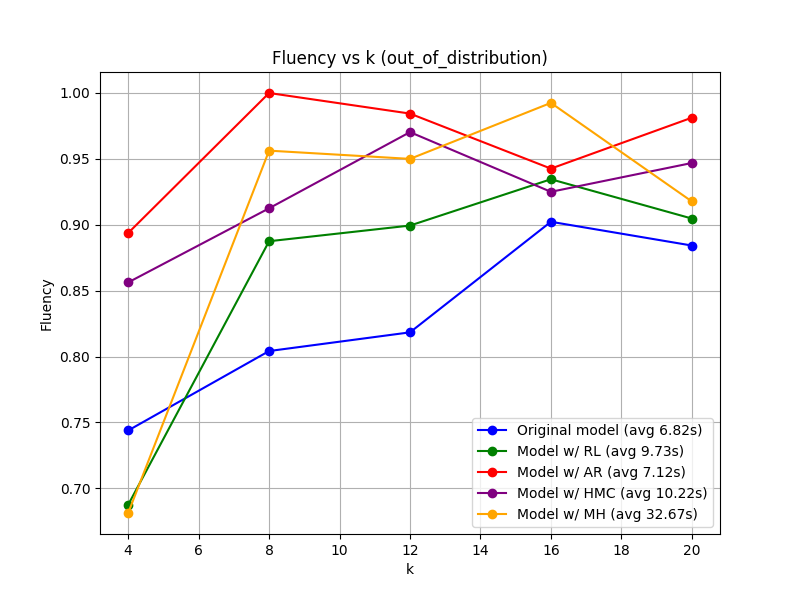 Fluency vs k (out_of_distribution)
Fluency
1.00
0.95
0.90
0.85
0.80
0.75
0.70
Original model (avg 6.82s)
Model w/ RL (avg 9.73s)
Model w/ AR (avg 7.12s)
Model w/ HMC (avg 10.22s)
Model w/ MH (avg 32.67s)
4 6 8 10 12 14 16 18 20
k